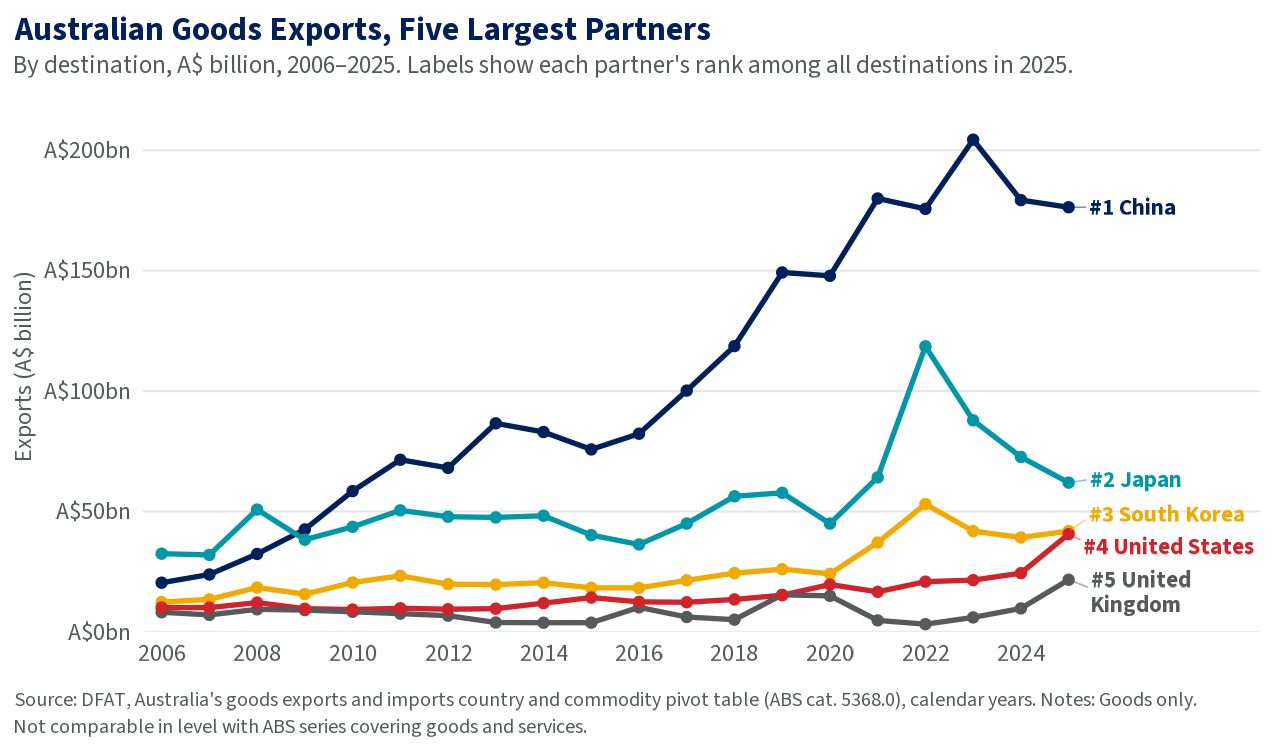 Australian Goods Exports, Five Largest Partners
By destination, A$ billion, 2006–2025. Labels show each partner's rank among all destinations in 2025.
Exports (A$ billion)
A$200bn
A$150bn
A$100bn
A$50bn
A$0bn
#1 China
#2 Japan
#3 South Korea
#4 United States
#5 United
Kingdom
2006 2008 2010 2012 2014 2016 2018 2020 2022 2024
Source: DFAT, Australia's goods exports and imports country and commodity pivot table (ABS cat. 5368.0), calendar years. Notes: Goods only.
Not comparable in level with ABS series covering goods and services.